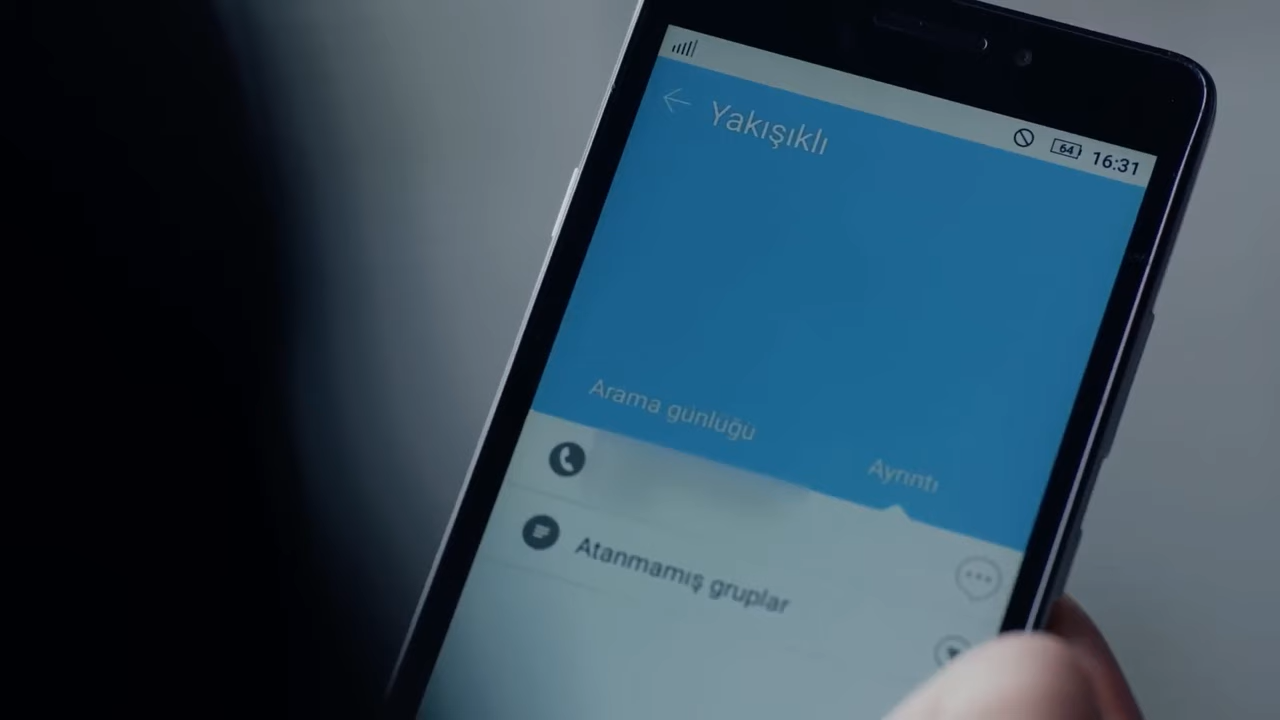 64 16:31
Yakışıklı
Arama günlüğü
Ayrıntı
Atanmamış gruplar